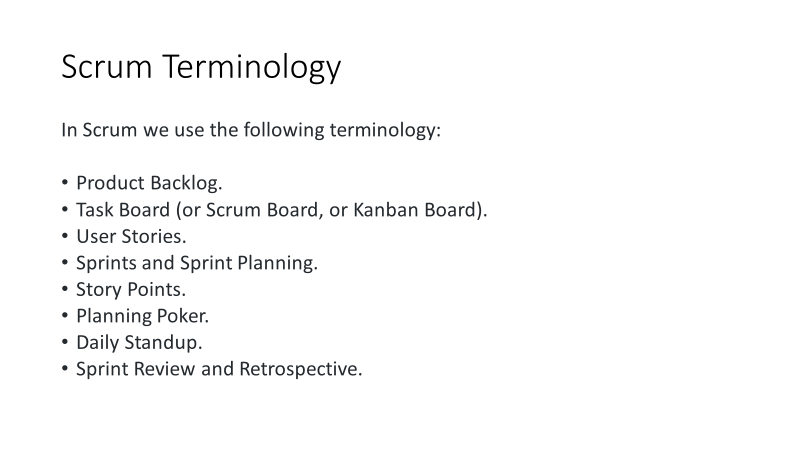 Scrum Terminology
In Scrum we use the following terminology:
• Product Backlog.
• Task Board (or Scrum Board, or Kanban Board).
• User Stories.
• Sprints and Sprint Planning.
• Story Points.
• Planning Poker.
• Daily Standup.
• Sprint Review and Retrospective.